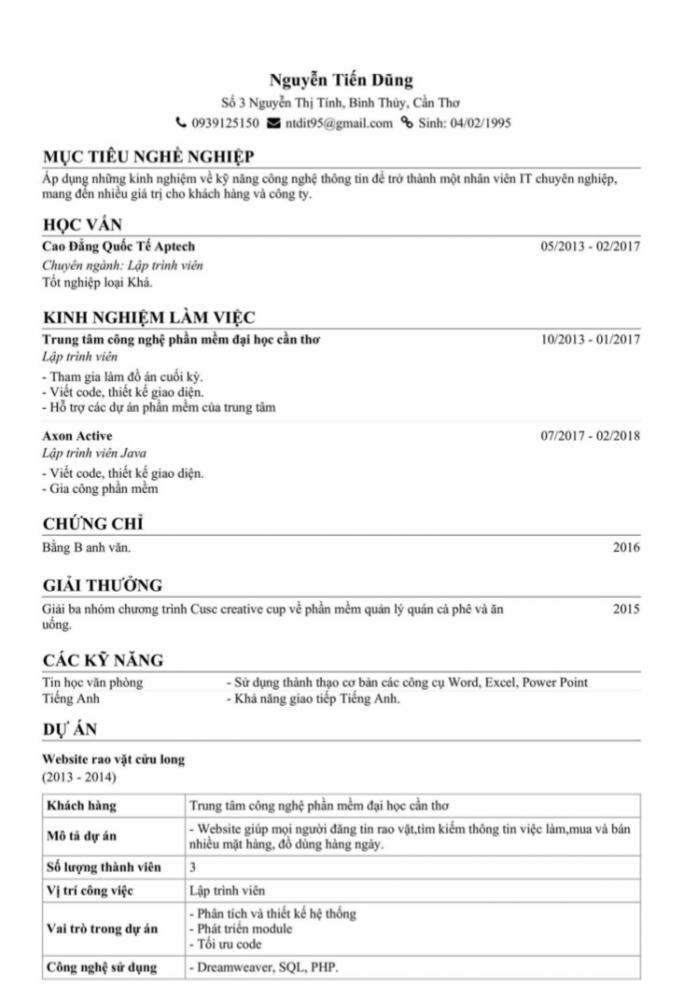 Nguyễn Tiến Dũng
Số 3 Nguyễn Thị Tính, Bình Thủy, Cần Thơ
0939125150 ntdit95@gmail.com Sinh: 04/02/1995
MỤC TIÊU NGHỀ NGHIỆP
Áp dụng những kinh nghiệm về kỹ năng công nghệ thông tin để trở thành một nhân viên IT chuyên nghiệp,
mang đến nhiều giá trị cho khách hàng và công ty.
HỌC VẤN
Cao Đẳng Quốc Tế Aptech 05/2013 - 02/2017
Chuyên ngành: Lập trình viên
Tốt nghiệp loại Khá.
KINH NGHIỆM LÀM VIỆC
Trung tâm công nghệ phần mềm đại học cần thơ 10/2013 - 01/2017
Lập trình viên
- Tham gia làm đồ án cuối kỳ.
- Viết code, thiết kế giao diện.
- Hỗ trợ các dự án phần mềm của trung tâm
Axon Active 07/2017 - 02/2018
Lập trình viên Java
- Viết code, thiết kế giao diện.
- Gia công phần mềm
CHỨNG CHỈ
Bằng B anh văn. 2016
GIẢI THƯỞNG
Giải ba nhóm chương trình Cusc creative cup về phần mềm quản lý quán cà phê và ăn 2015
uống.
CÁC KỸ NĂNG
Tin học văn phòng - Sử dụng thành thạo cơ bản các công cụ Word, Excel, Power Point
Tiếng Anh - Khả năng giao tiếp Tiếng Anh.
DỰ ÁN
Website rao vặt cửu long
(2013 - 2014)
Khách hàng Trung tâm công nghệ phần mềm đại học cần thơ
Mô tả dự án - Website giúp mọi người đăng tin rao vặt,tìm kiếm thông tin việc làm,mua và bán
nhiều mặt hàng, đồ dùng hàng ngày.
Số lượng thành viên 3
Vị trí công việc Lập trình viên
Vai trò trong dự án - Phân tích và thiết kế hệ thống
- Phát triển module
- Tối ưu code
Công nghệ sử dụng - Dreamweaver, SQL, PHP.